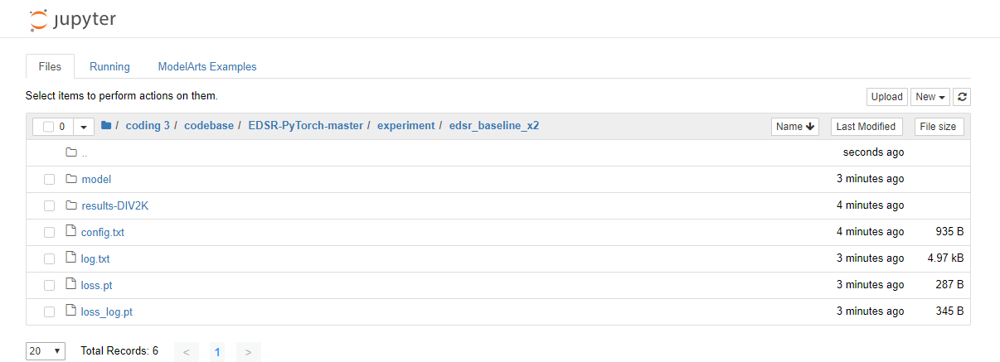 jupyter
Files Running ModelArts Examples
Select items to perform actions on them.
Upload New
0 / coding 3 / codebase / EDSR-PyTorch-master / experiment / edsr_baseline_x2 Name Last Modified File size
.. seconds ago
model 3 minutes ago
results-DIV2K 4 minutes ago
config.txt 4 minutes ago 935 B
log.txt 3 minutes ago 4.97 kB
loss.pt 3 minutes ago 287 B
loss_log.pt 3 minutes ago 345 B
20 Total Records: 6 < 1 >